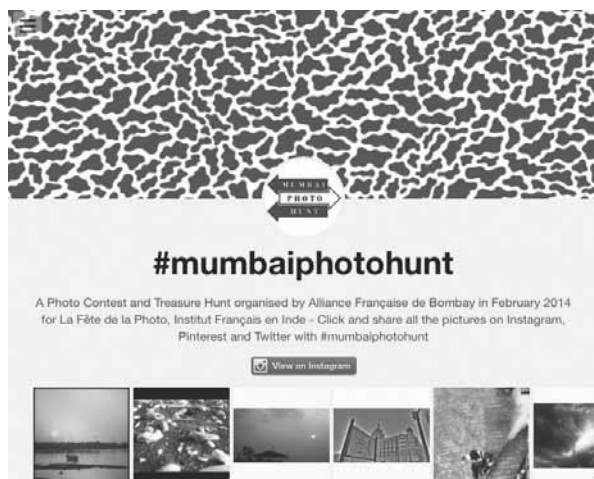 MUMBAI
PHOTO
HUNT
#mumbaiphotohunt
A Photo Contest and Treasure Hunt organised by Alliance Française de Bombay in February 2014
for La Fête de la Photo, Institut Français en Inde - Click and share all the pictures on Instagram,
Pinterest and Twitter with #mumbaiphotohunt
View on Instagram